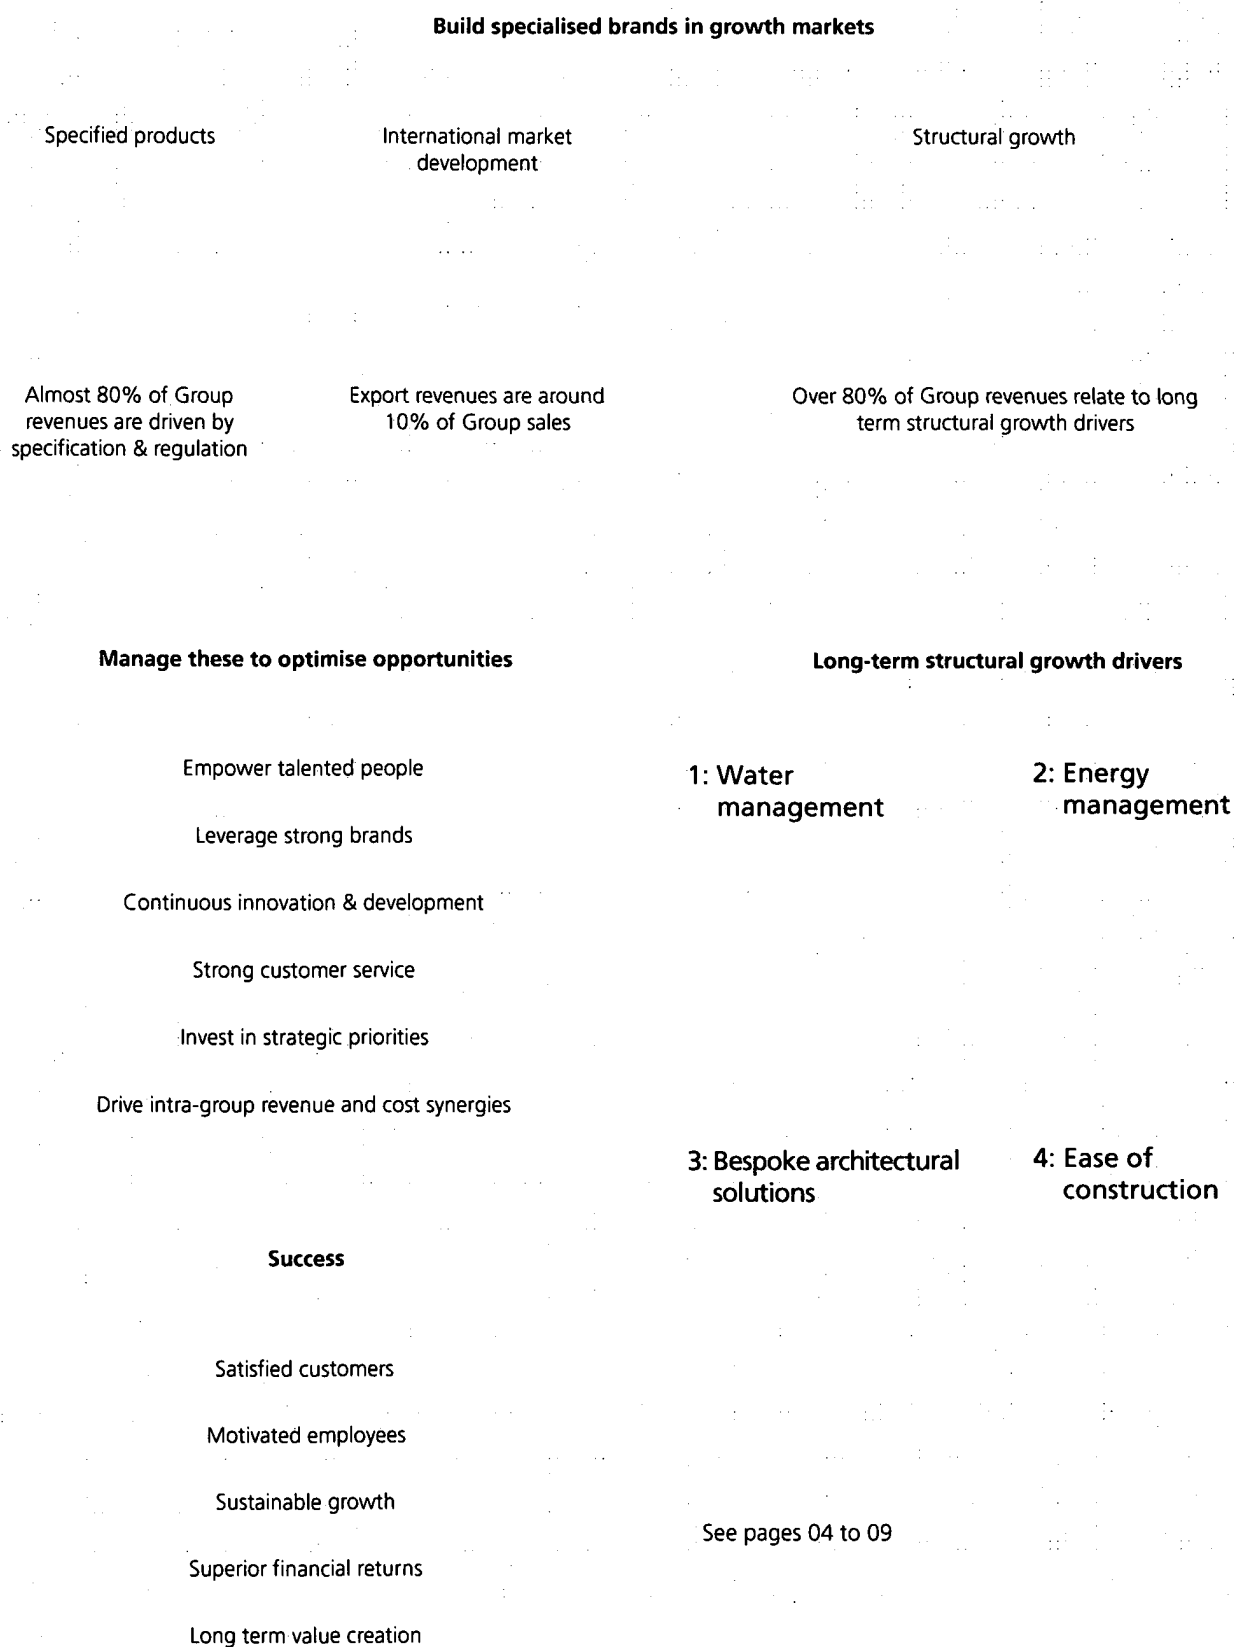 Build specialised brands in growth markets
Specified products
International market
development
Structural growth
Almost 80% of Group
revenues are driven by
specification & regulation
Export revenues are around
10% of Group sales
Over 80% of Group revenues relate to long
term structural growth drivers
Manage these to optimise opportunities
Empower talented people
Leverage strong brands
Continuous innovation & development
Strong customer service
Invest in strategic priorities
Drive intra-group revenue and cost synergies
Success
Satisfied customers
Motivated employees
Sustainable growth
Superior financial returns
Long term value creation
Long-term structural growth drivers
1: Water
management
2: Energy
management
3: Bespoke architectural
solutions
4: Ease of
construction
See pages 04 to 09